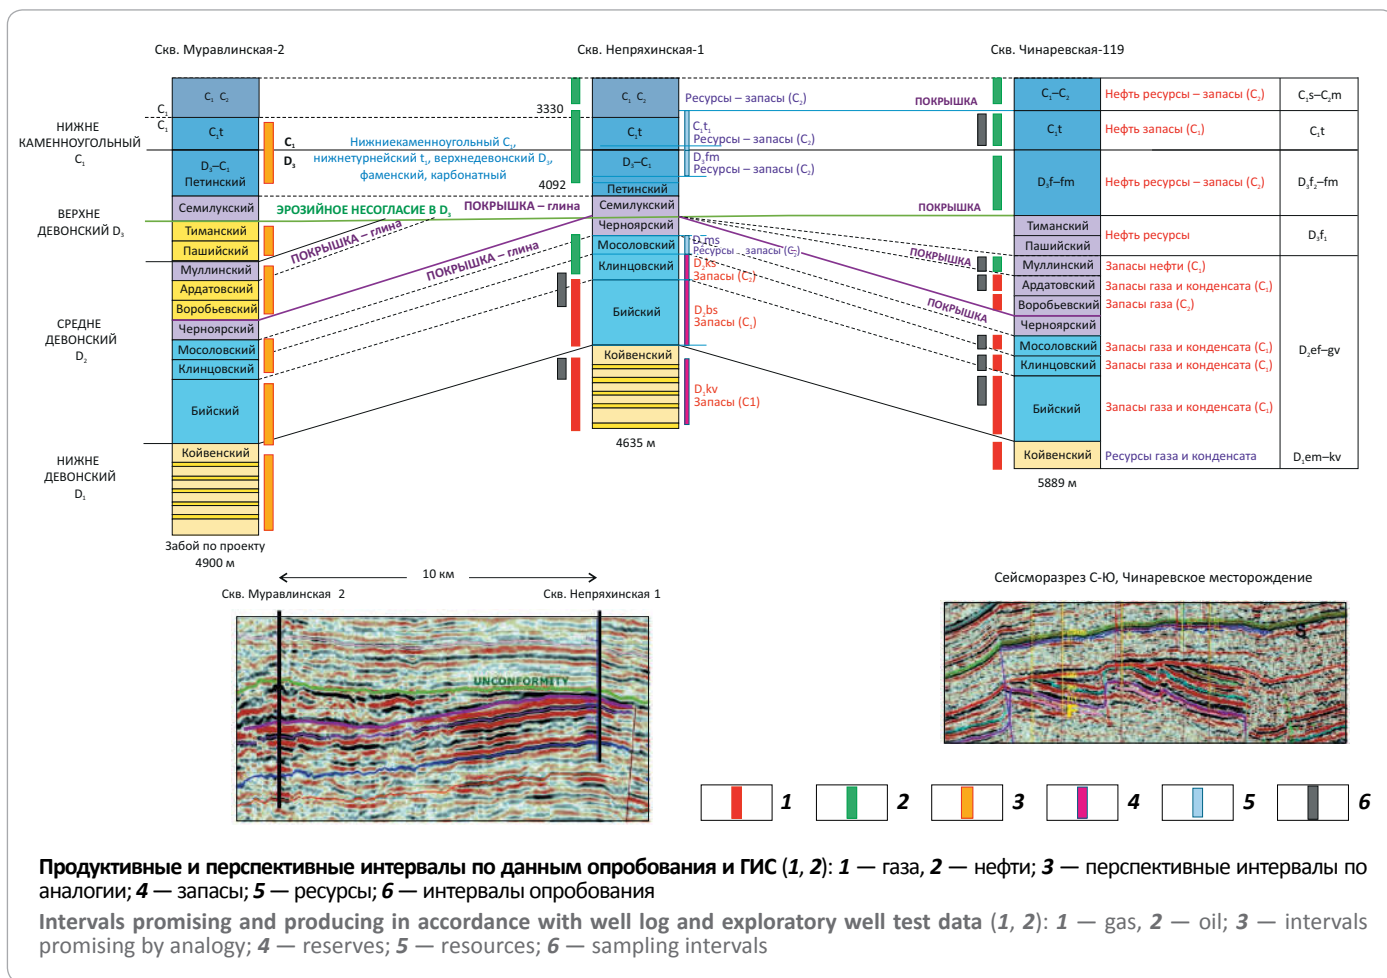 Скв. Муравлинская-2
Скв. Непряхинская-1
Скв. Чинаревская-119
НИЖНЕ
КАМЕННОУГОЛЬНЫЙ
C₁
ВЕРХНЕ
ДЕВОНСКИЙ D₃
СРЕДНЕ
ДЕВОНСКИЙ
D₂
НИЖНЕ
ДЕВОНСКИЙ
D₁
C₁
C₁
C₁ C₂
C₁t
D₃–C₁
Петинский
Семилукский
Тиманский
Пашийский
Муллинский
Ардатовский
Воробьевский
Черноярский
Мосоловский
Клинцовский
Бийский
Койвенский
Забой по проекту
4900 м
C₁
D₃
Нижниекаменноугольный C₁,
нижнетурнейский t₁, верхнедевонский D₃,
фаменский, карбонатный
3330
4092
ЭРОЗИЙНОЕ НЕСОГЛАСИЕ В D₃
ПОКРЫШКА – глина
ПОКРЫШКА – глина
ПОКРЫШКА – глина
C₁ C₂
C₁t
D₃–C₁
Петинский
Семилукский
Черноярский
Мосоловский
Клинцовский
Бийский
Койвенский
4635 м
Ресурсы – запасы (C₂)
C₁t₁
Ресурсы – запасы (C₂)
D₃fm
Ресурсы – запасы (C₂)
D₂ms
Ресурсы – запасы (C₂)
D₂ks
Запасы (C₂)
D₂bs
Запасы (C₁)
D₂kv
Запасы (C1)
ПОКРЫШКА
ПОКРЫШКА
ПОКРЫШКА
ПОКРЫШКА
C₁–C₂
C₁t
D₃f–fm
Тиманский
Пашийский
Муллинский
Ардатовский
Воробьевский
Черноярский
Мосоловский
Клинцовский
Бийский
Койвенский
5889 м
Нефть ресурсы – запасы (C₂)
Нефть запасы (C₁)
Нефть ресурсы – запасы (C₂)
Нефть ресурсы
Запасы нефти (C₁)
Запасы газа и конденсата (C₁)
Запасы газа (C₂)
Запасы газа и конденсата (C₁)
Запасы газа и конденсата (C₁)
Запасы газа и конденсата (C₁)
Ресурсы газа и конденсата
C₁s–C₂m
C₁t
D₃f₂–fm
D₃f₁
D₂ef–gv
D₁em–kv
10 км
Скв. Муравлинская 2
Скв. Непряхинская 1
UNCONFORMITY
Сейсморазрез С-Ю, Чинаревское месторождение
1
2
3
4
5
6
Продуктивные и перспективные интервалы по данным опробования и ГИС (1, 2): 1 — газа, 2 — нефти; 3 — перспективные интервалы по
аналогии; 4 — запасы; 5 — ресурсы; 6 — интервалы опробования
Intervals promising and producing in accordance with well log and exploratory well test data (1, 2): 1 — gas, 2 — oil; 3 — intervals
promising by analogy; 4 — reserves; 5 — resources; 6 — sampling intervals